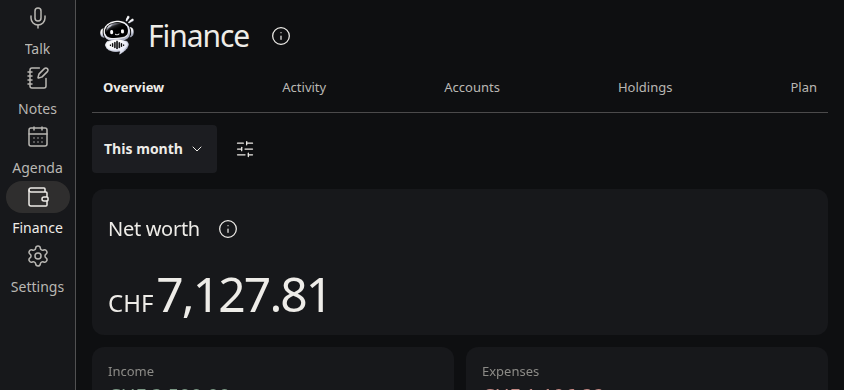 Talk
Notes
Agenda
Finance
Settings
Finance
Overview Activity Accounts Holdings Plan
This month
Net worth
CHF 7,127.81
Income Expenses